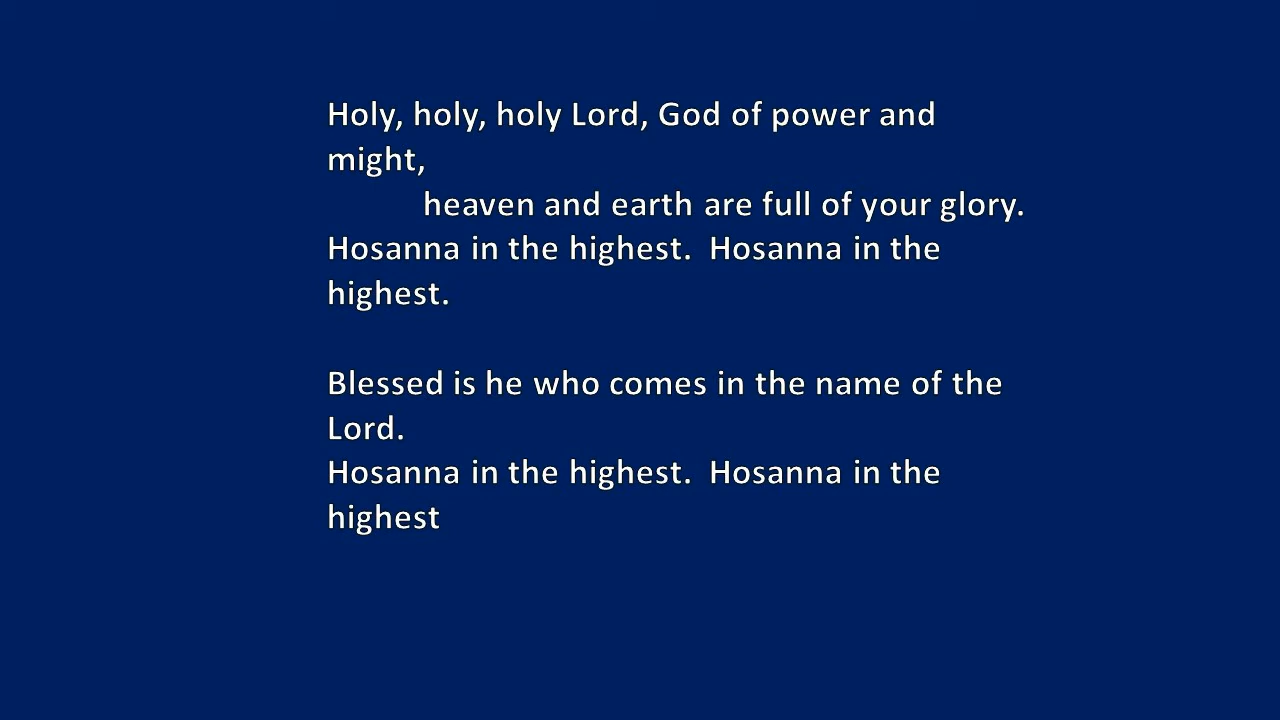 Holy, holy, holy Lord, God of power and
might,
heaven and earth are full of your glory.
Hosanna in the highest.  Hosanna in the
highest.
Blessed is he who comes in the name of the
Lord.
Hosanna in the highest.  Hosanna in the
highest